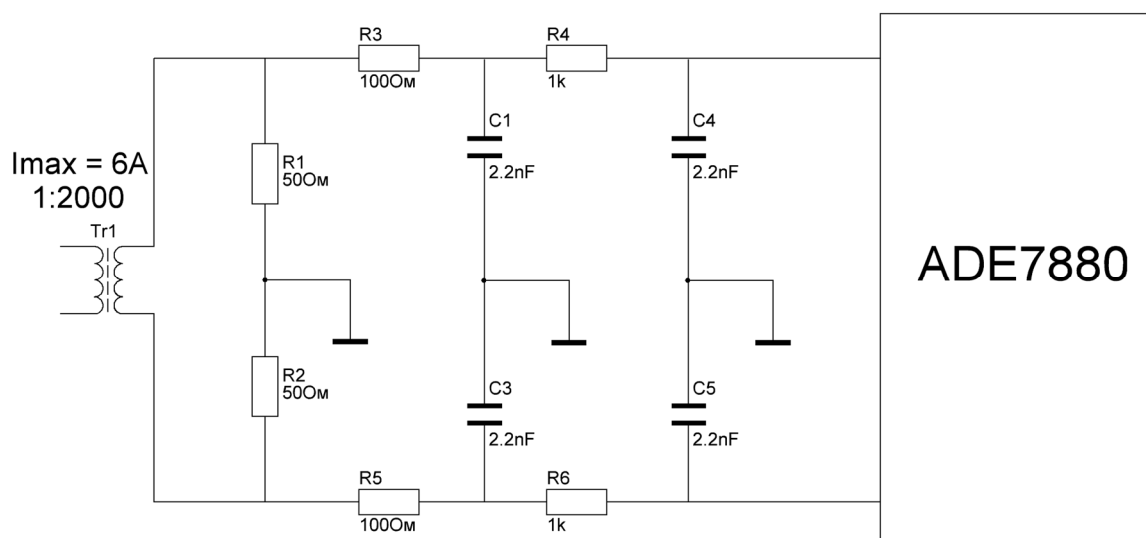 R3
100Ом
R4
1k
C1
2.2nF
C4
2.2nF
Imax = 6A
1:2000
Tr1
R1
50Ом
ADE7880
R2
50Ом
C3
2.2nF
C5
2.2nF
R5
100Ом
R6
1k